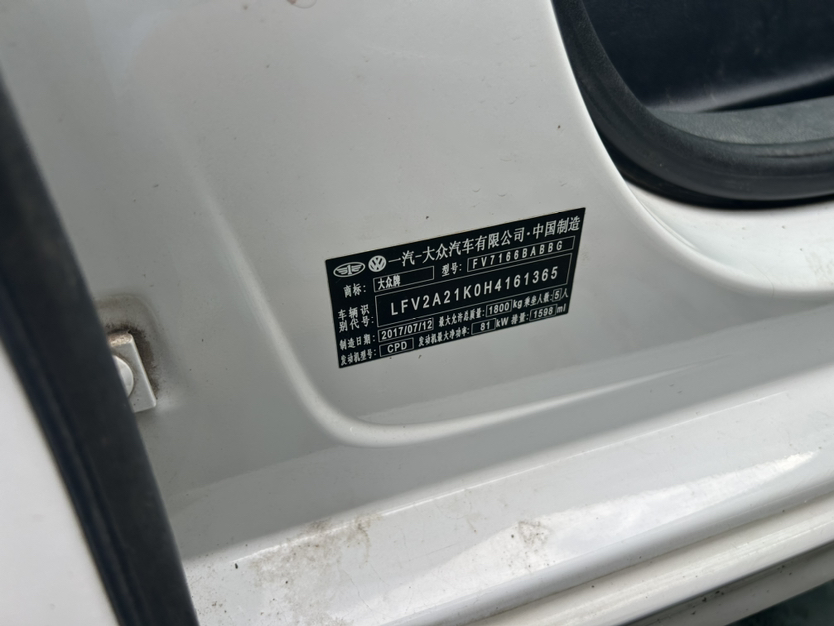 一汽-大众汽车有限公司·中国制造
商标: 大众牌 型号: FV7166BABBG
车辆识别代号: LFV2A21K0H4161365
制造日期: 2017/07/12 最大允许总质量: 1800 kg 乘坐人数: 5 人
发动机型号: CPD 发动机最大净功率: 81 kW 排量: 1598 ml